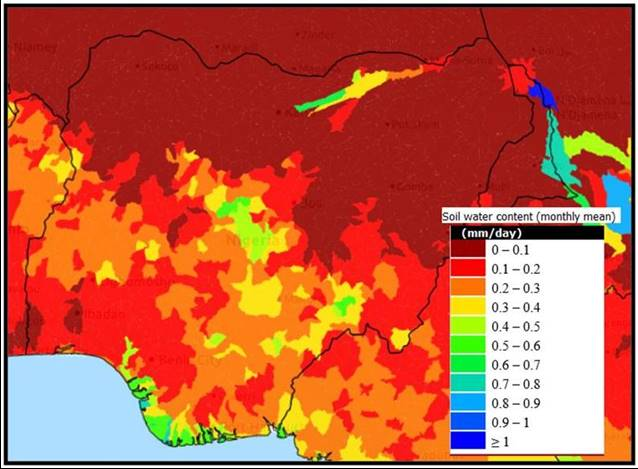 Niamey
Maradi
Zinder
Sokoto
Potiskum
Gombe
N'Djamena
Nigeria
Ibadan
Benin City
Soil water content (monthly mean)
(mm/day)
0 – 0.1
0.1 – 0.2
0.2 – 0.3
0.3 – 0.4
0.4 – 0.5
0.5 – 0.6
0.6 – 0.7
0.7 – 0.8
0.8 – 0.9
0.9 – 1
≥ 1